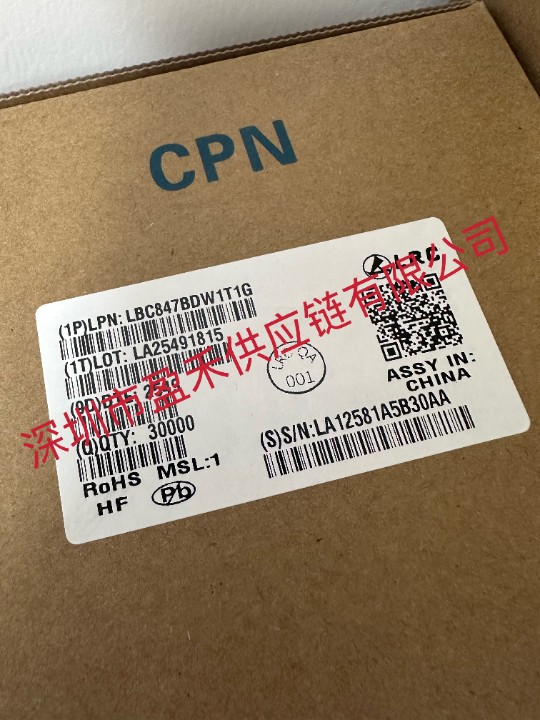 CPN
LRC
(1P)LPN: LBC847BDW1T1G
(1T)LOT: LA25491815
(Q)QTY: 30000
001
ASSY IN:
CHINA
(S)S/N:LA12581A5B30AA
RoHS MSL:1
HF Pb
深圳市盈禾供应链有限公司